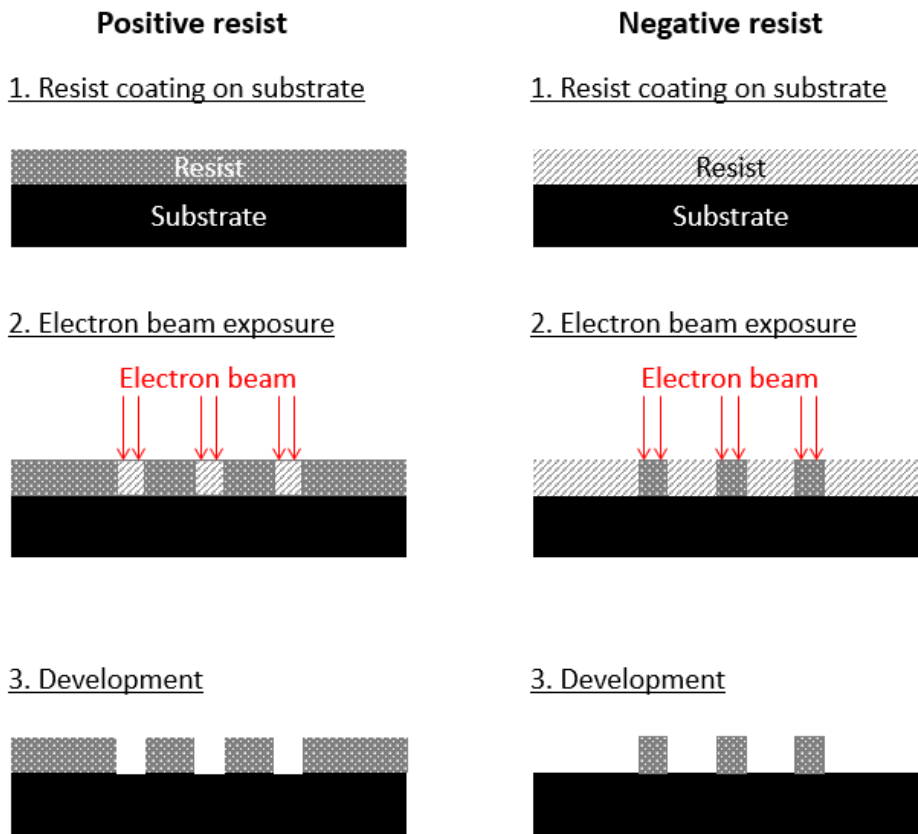 Positive resist
1. Resist coating on substrate
Resist
Substrate
2. Electron beam exposure
Electron beam
3. Development
Negative resist
1. Resist coating on substrate
Resist
Substrate
2. Electron beam exposure
Electron beam
3. Development